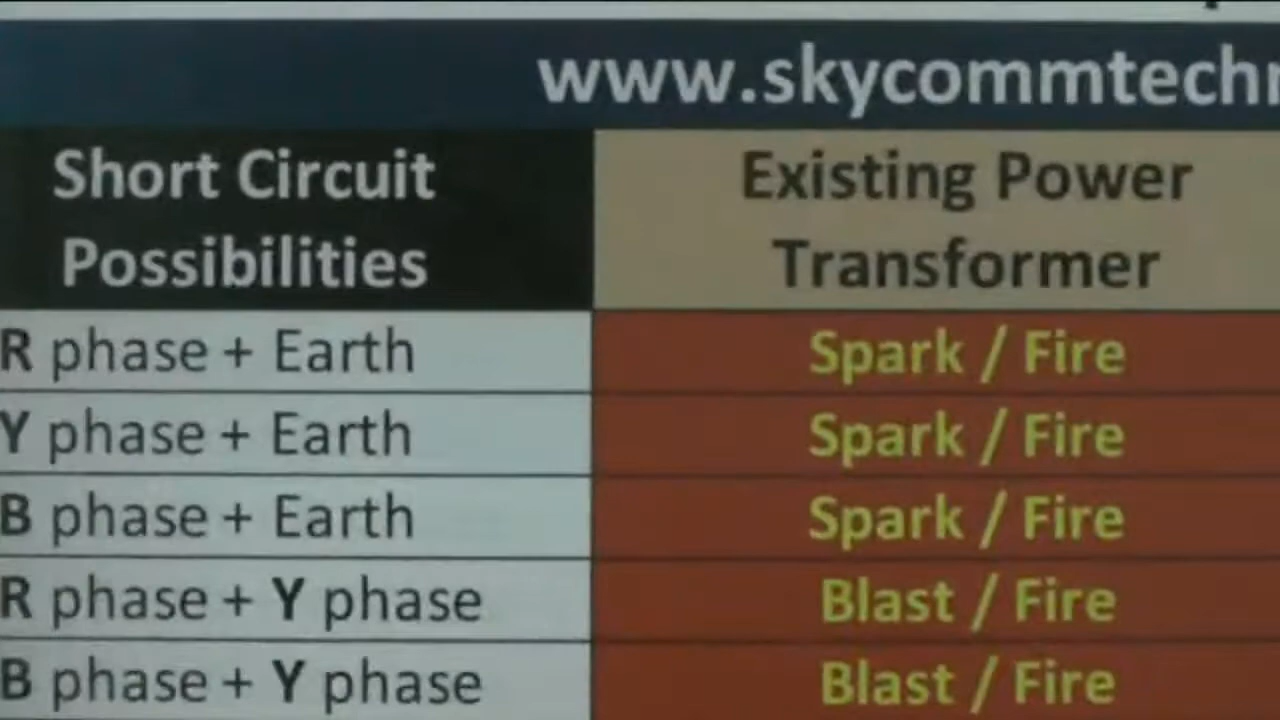 www.skycommtechn
Short Circuit
Possibilities
Existing Power
Transformer
R phase + Earth
Spark / Fire
Y phase + Earth
Spark / Fire
B phase + Earth
Spark / Fire
R phase + Y phase
Blast / Fire
B phase + Y phase
Blast / Fire